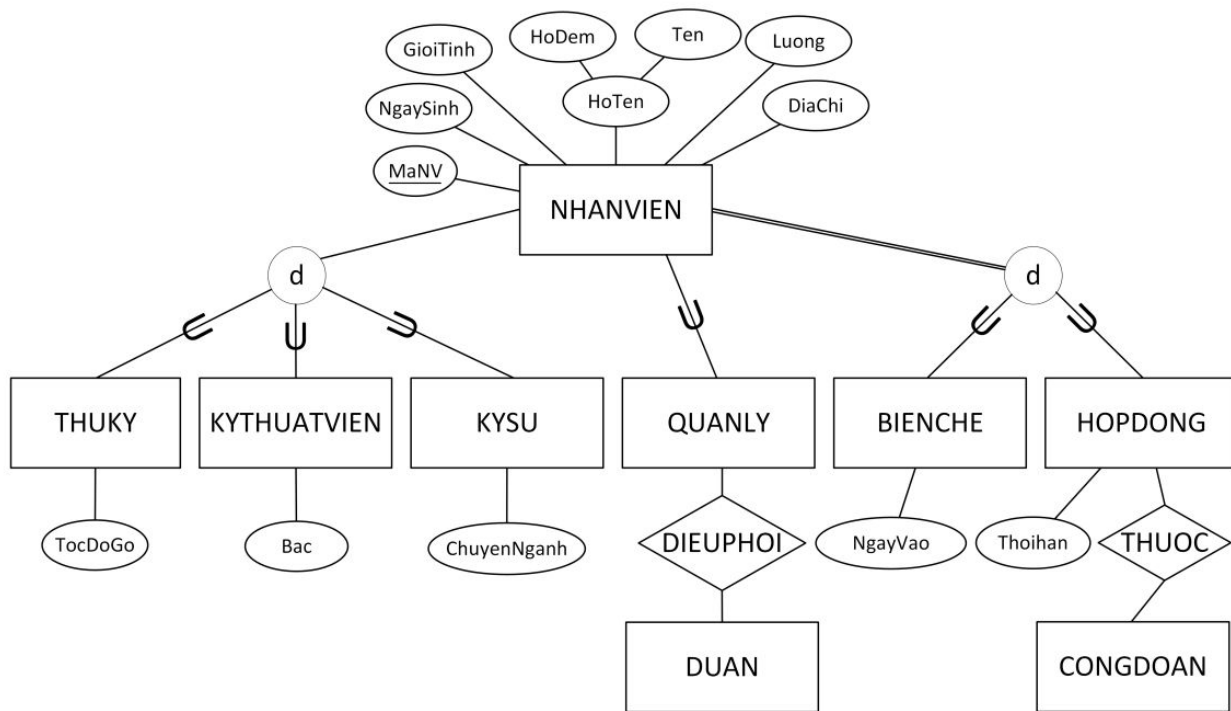 HoDem
Ten
GioiTinh
Luong
HoTen
NgaySinh
DiaChi
MaNV
NHANVIEN
d
d
THUKY
KYTHUATVIEN
KYSU
QUANLY
BIENCHE
HOPDONG
TocDoGo
Bac
ChuyenNganh
DIEUPHOI
NgayVao
Thoihan
THUOC
DUAN
CONGDOAN